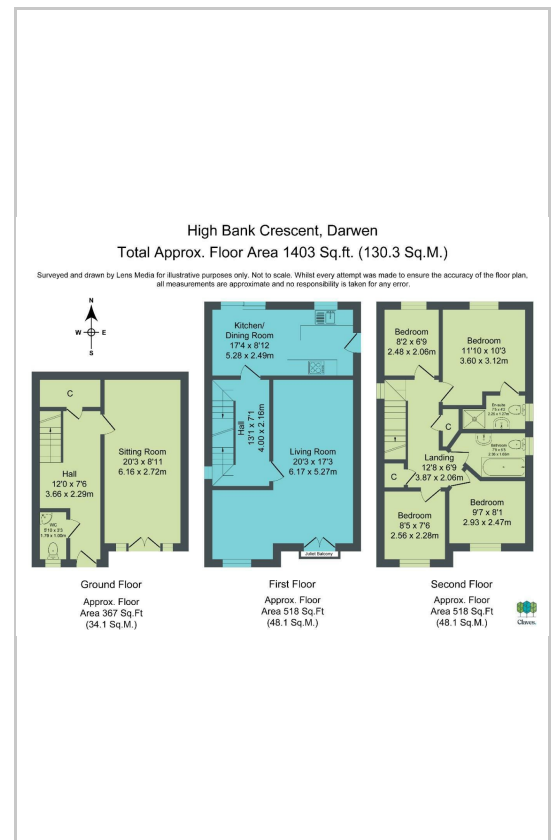 High Bank Crescent, Darwen
Total Approx. Floor Area 1403 Sq.ft. (130.3 Sq.M.)
Surveyed and drawn by Lens Media for illustrative purposes only. Not to scale. Whilst every attempt was made to ensure the accuracy of the floor plan,
all measurements are approximate and no responsibility is taken for any error.
N
W
E
S
C
Sitting Room
20'3 x 8'11
6.16 x 2.72m
Hall
12'0 x 7'6
3.66 x 2.29m
WC
Ground Floor
Approx. Floor
Area 367 Sq.Ft
(34.1 Sq.M.)
Kitchen/
Dining Room
17'4 x 8'12
5.28 x 2.49m
Hall
13'1 x 7'1
4.00 x 2.16m
Living Room
20'3 x 17'3
6.17 x 5.27m
Juliet Balcony
First Floor
Approx. Floor
Area 518 Sq.Ft
(48.1 Sq.M.)
Bedroom
8'2 x 6'9
2.48 x 2.06m
Bedroom
11'10 x 10'3
3.60 x 3.12m
En-suite
C
Bathroom
Landing
12'8 x 6'9
3.87 x 2.06m
C
Bedroom
8'5 x 7'6
2.56 x 2.28m
Bedroom
9'7 x 8'1
2.93 x 2.47m
Second Floor
Approx. Floor
Area 518 Sq.Ft
(48.1 Sq.M.)
Claves.